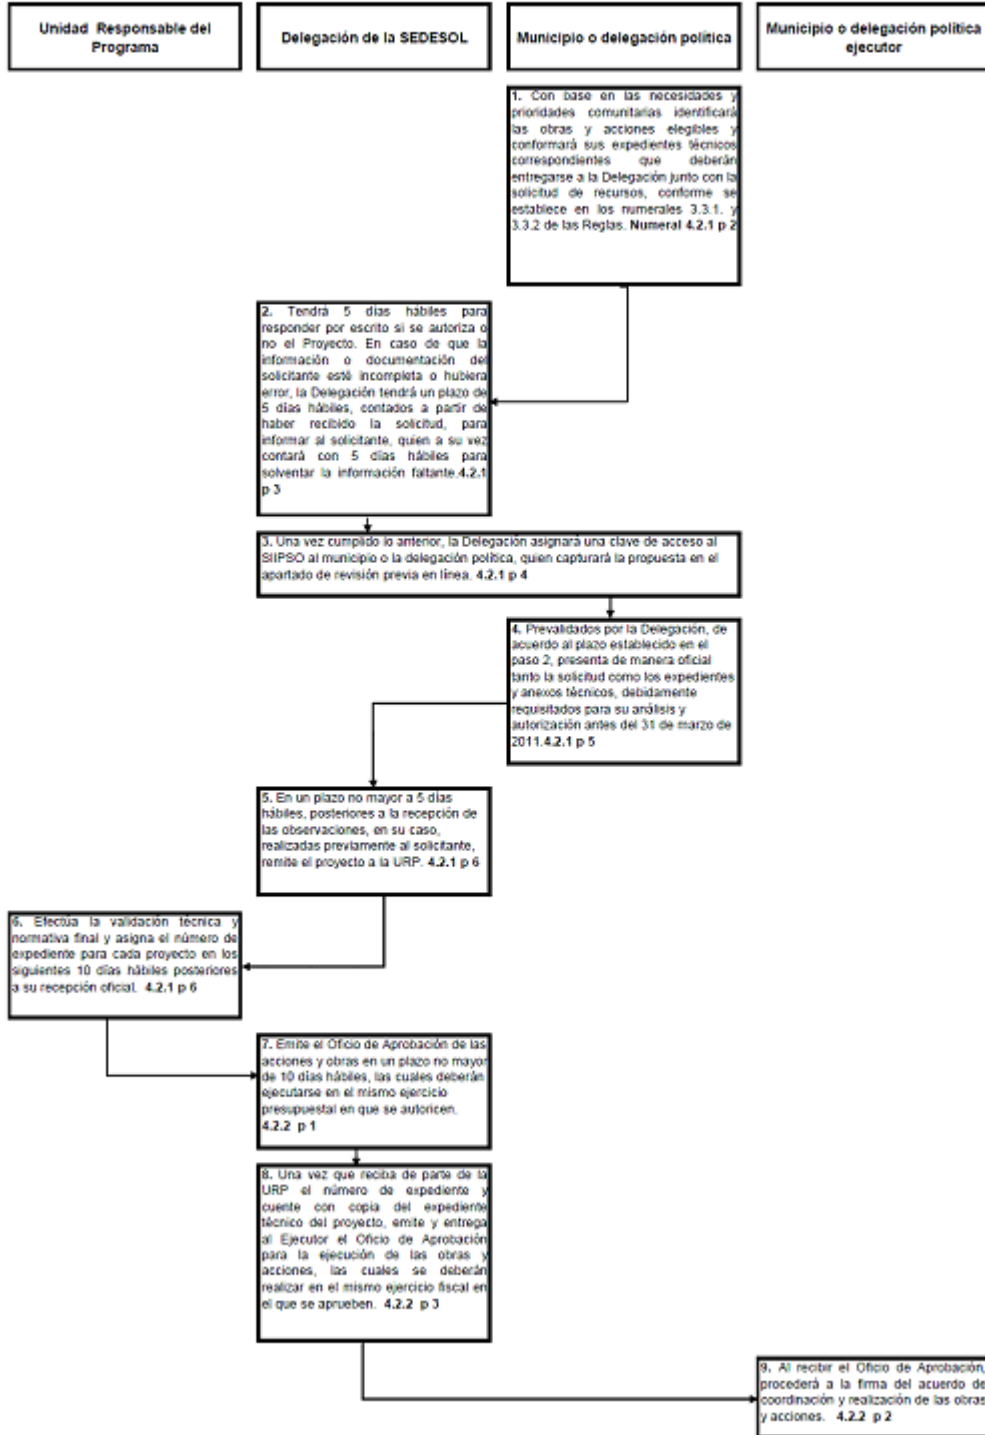 Unidad Responsable del
Programa
Delegación de la SEDESOL
Municipio o delegación política
Municipio o delegación política
ejecutor
1. Con base en las necesidades y
prioridades comunitarias identificará
las obras y acciones elegibles y
conformará sus expedientes técnicos
correspondientes que deberán
entregarse a la Delegación junto con la
solicitud de recursos, conforme se
establece en los numerales 3.3.1. y
3.3.2 de las Reglas. Numeral 4.2.1 p 2
2. Tendrá 5 días hábiles para
responder por escrito si se autoriza o
no el Proyecto. En caso de que la
información o documentación del
solicitante esté incompleta o hubiera
error, la Delegación tendrá un plazo de
5 días hábiles, contados a partir de
haber recibido la solicitud, para
informar al solicitante, quien a su vez
contará con 5 días hábiles para
solventar la información faltante.4.2.1
p 3
3. Una vez cumplido lo anterior, la Delegación asignará una clave de acceso al
SIIPSO al municipio o la delegación política, quien capturará la propuesta en el
apartado de revisión previa en línea. 4.2.1 p 4
4. Prevalidados por la Delegación, de
acuerdo al plazo establecido en el
paso 2, presenta de manera oficial
tanto la solicitud como los expedientes
y anexos técnicos, debidamente
requisitados para su análisis y
autorización antes del 31 de marzo de
2011.4.2.1 p 5
5. En un plazo no mayor a 5 días
hábiles, posteriores a la recepción de
las observaciones, en su caso,
realizadas previamente al solicitante,
remite el proyecto a la URP. 4.2.1 p 6
6. Efectúa la validación técnica y
normativa final y asigna el número de
expediente para cada proyecto en los
siguientes 10 días hábiles posteriores
a su recepción oficial. 4.2.1 p 6
7. Emite el Oficio de Aprobación de las
acciones y obras en un plazo no mayor
de 10 días hábiles, las cuales deberán
ejecutarse en el mismo ejercicio
presupuestal en que se autoricen.
4.2.2 p 1
8. Una vez que reciba de parte de la
URP el número de expediente y
cuente con copia del expediente
técnico del proyecto, emite y entrega
al Ejecutor el Oficio de Aprobación
para la ejecución de las obras y
acciones, las cuales se deberán
realizar en el mismo ejercicio fiscal en
el que se aprueben. 4.2.2 p 3
9. Al recibir el Oficio de Aprobación,
procederá a la firma del acuerdo de
coordinación y realización de las obras
y acciones. 4.2.2 p 2